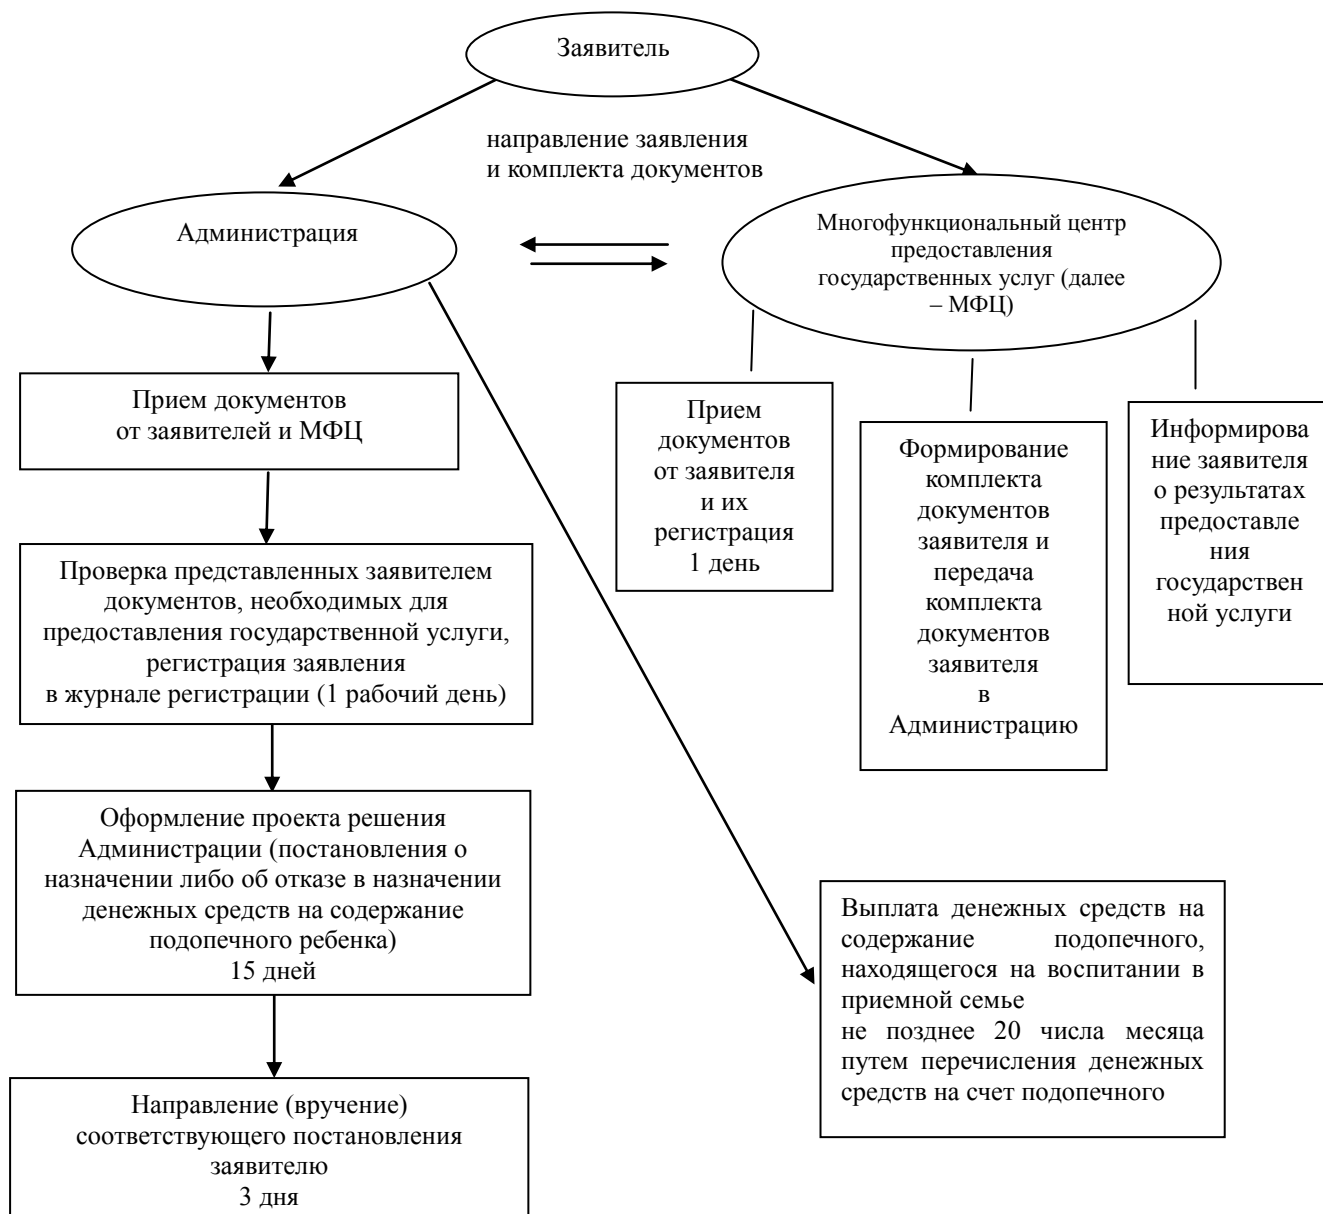 Заявитель
направление заявления
и комплекта документов
Администрация
Многофункциональный центр
предоставления
государственных услуг (далее
– МФЦ)
Прием документов
от заявителей и МФЦ
Прием
документов
от заявителя
и их
регистрация
1 день
Формирование
комплекта
документов
заявителя и
передача
комплекта
документов
заявителя
в
Администрацию
Информирова
ние заявителя
о результатах
предоставле
ния
государствен
ной услуги
Проверка представленных заявителем
документов, необходимых для
предоставления государственной услуги,
регистрация заявления
в журнале регистрации (1 рабочий день)
Оформление проекта решения
Администрации (постановления о
назначении либо об отказе в назначении
денежных средств на содержание
подопечного ребенка)
15 дней
Выплата денежных средств на
содержание подопечного,
находящегося на воспитании в
приемной семье
не позднее 20 числа месяца
путем перечисления денежных
средств на счет подопечного
Направление (вручение)
соответствующего постановления
заявителю
3 дня